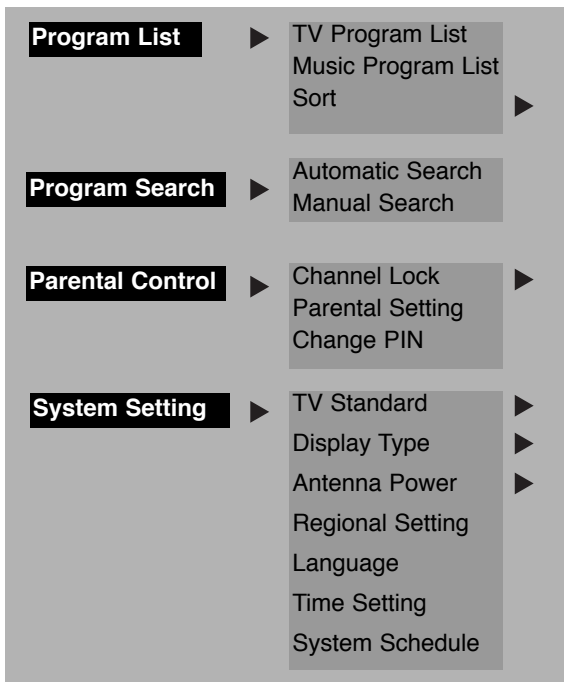 Program List
TV Program List
Music Program List
Sort
Program Search
Automatic Search
Manual Search
Parental Control
Channel Lock
Parental Setting
Change PIN
System Setting
TV Standard
Display Type
Antenna Power
Regional Setting
Language
Time Setting
System Schedule